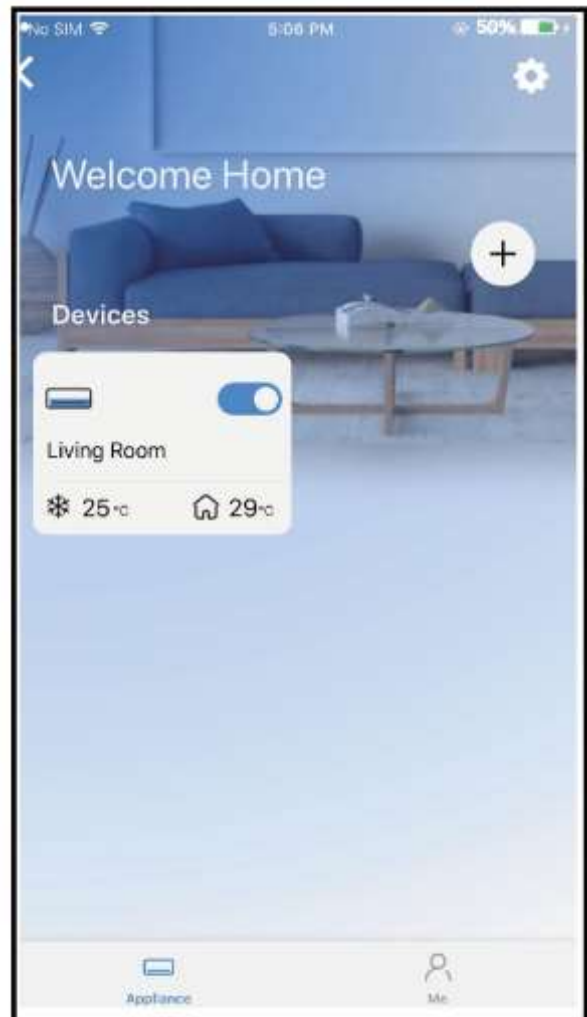 No SIM 5:06 PM 50%
Welcome Home
+
Devices
Living Room
25°C 29°C
Appliance Me